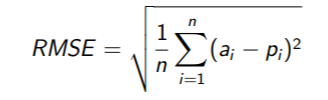 RMSE = √(1/n ∑_{i=1}^{n} (a_i − p_i)²)